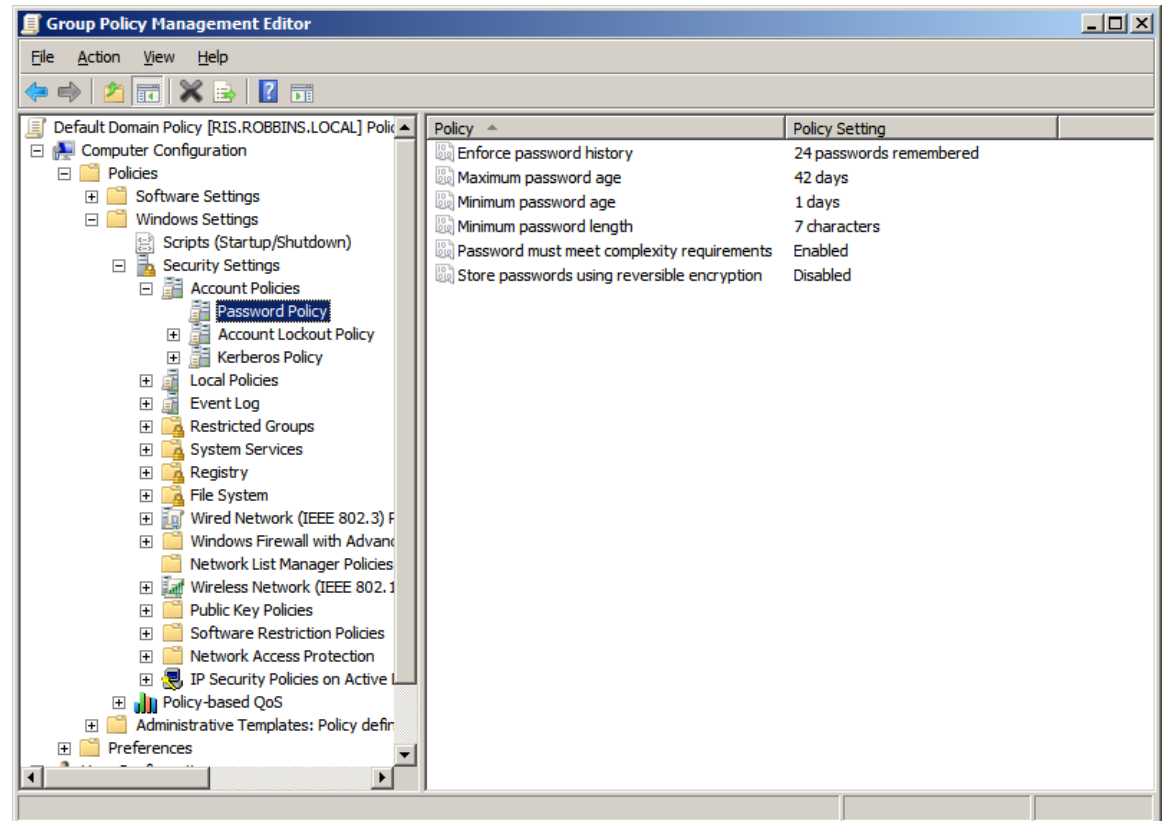 Group Policy Management Editor
File Action View Help
Default Domain Policy [RIS.ROBBINS.LOCAL] Polic
Computer Configuration
Policies
Software Settings
Windows Settings
Scripts (Startup/Shutdown)
Security Settings
Account Policies
Password Policy
Account Lockout Policy
Kerberos Policy
Local Policies
Event Log
Restricted Groups
System Services
Registry
File System
Wired Network (IEEE 802.3) P
Windows Firewall with Advanc
Network List Manager Policies
Wireless Network (IEEE 802.1
Public Key Policies
Software Restriction Policies
Network Access Protection
IP Security Policies on Active
Policy-based QoS
Administrative Templates: Policy defin
Preferences
Policy Policy Setting
Enforce password history 24 passwords remembered
Maximum password age 42 days
Minimum password age 1 days
Minimum password length 7 characters
Password must meet complexity requirements Enabled
Store passwords using reversible encryption Disabled